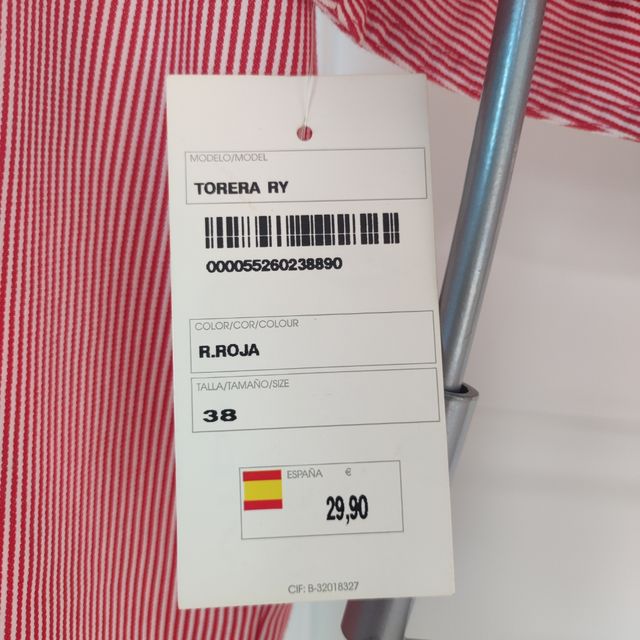 MODELO/MODEL
TORERA RY
000055260238890
COLOR/COR/COLOUR
R.ROJA
TALLA/TAMAÑO/SIZE
38
ESPAÑA €
29,90
CIF: B-32018327